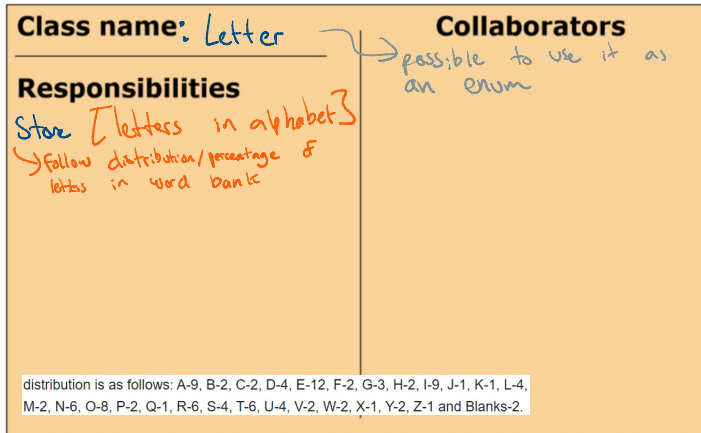 Class name: Letter
Collaborators
possible to use it as
an enum
Responsibilities
Store [letters in alphabet]
follow distribution/percentage of
letters in word bank
distribution is as follows: A-9, B-2, C-2, D-4, E-12, F-2, G-3, H-2, I-9, J-1, K-1, L-4,
M-2, N-6, O-8, P-2, Q-1, R-6, S-4, T-6, U-4, V-2, W-2, X-1, Y-2, Z-1 and Blanks-2.